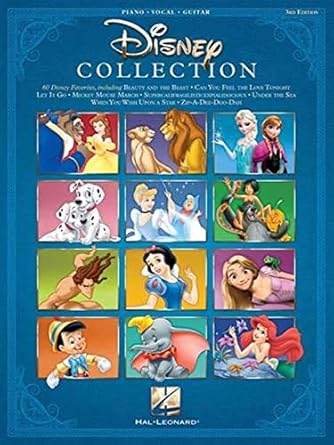 PIANO • VOCAL • GUITAR
3RD EDITION
Disney
COLLECTION
60 Disney Favorites, including Beauty and the Beast • Can You Feel the Love Tonight
Let It Go • Mickey Mouse March • Supercalifragilisticexpialidocious • Under the Sea
When You Wish Upon a Star • Zip-A-Dee-Doo-Dah
HAL•LEONARD®